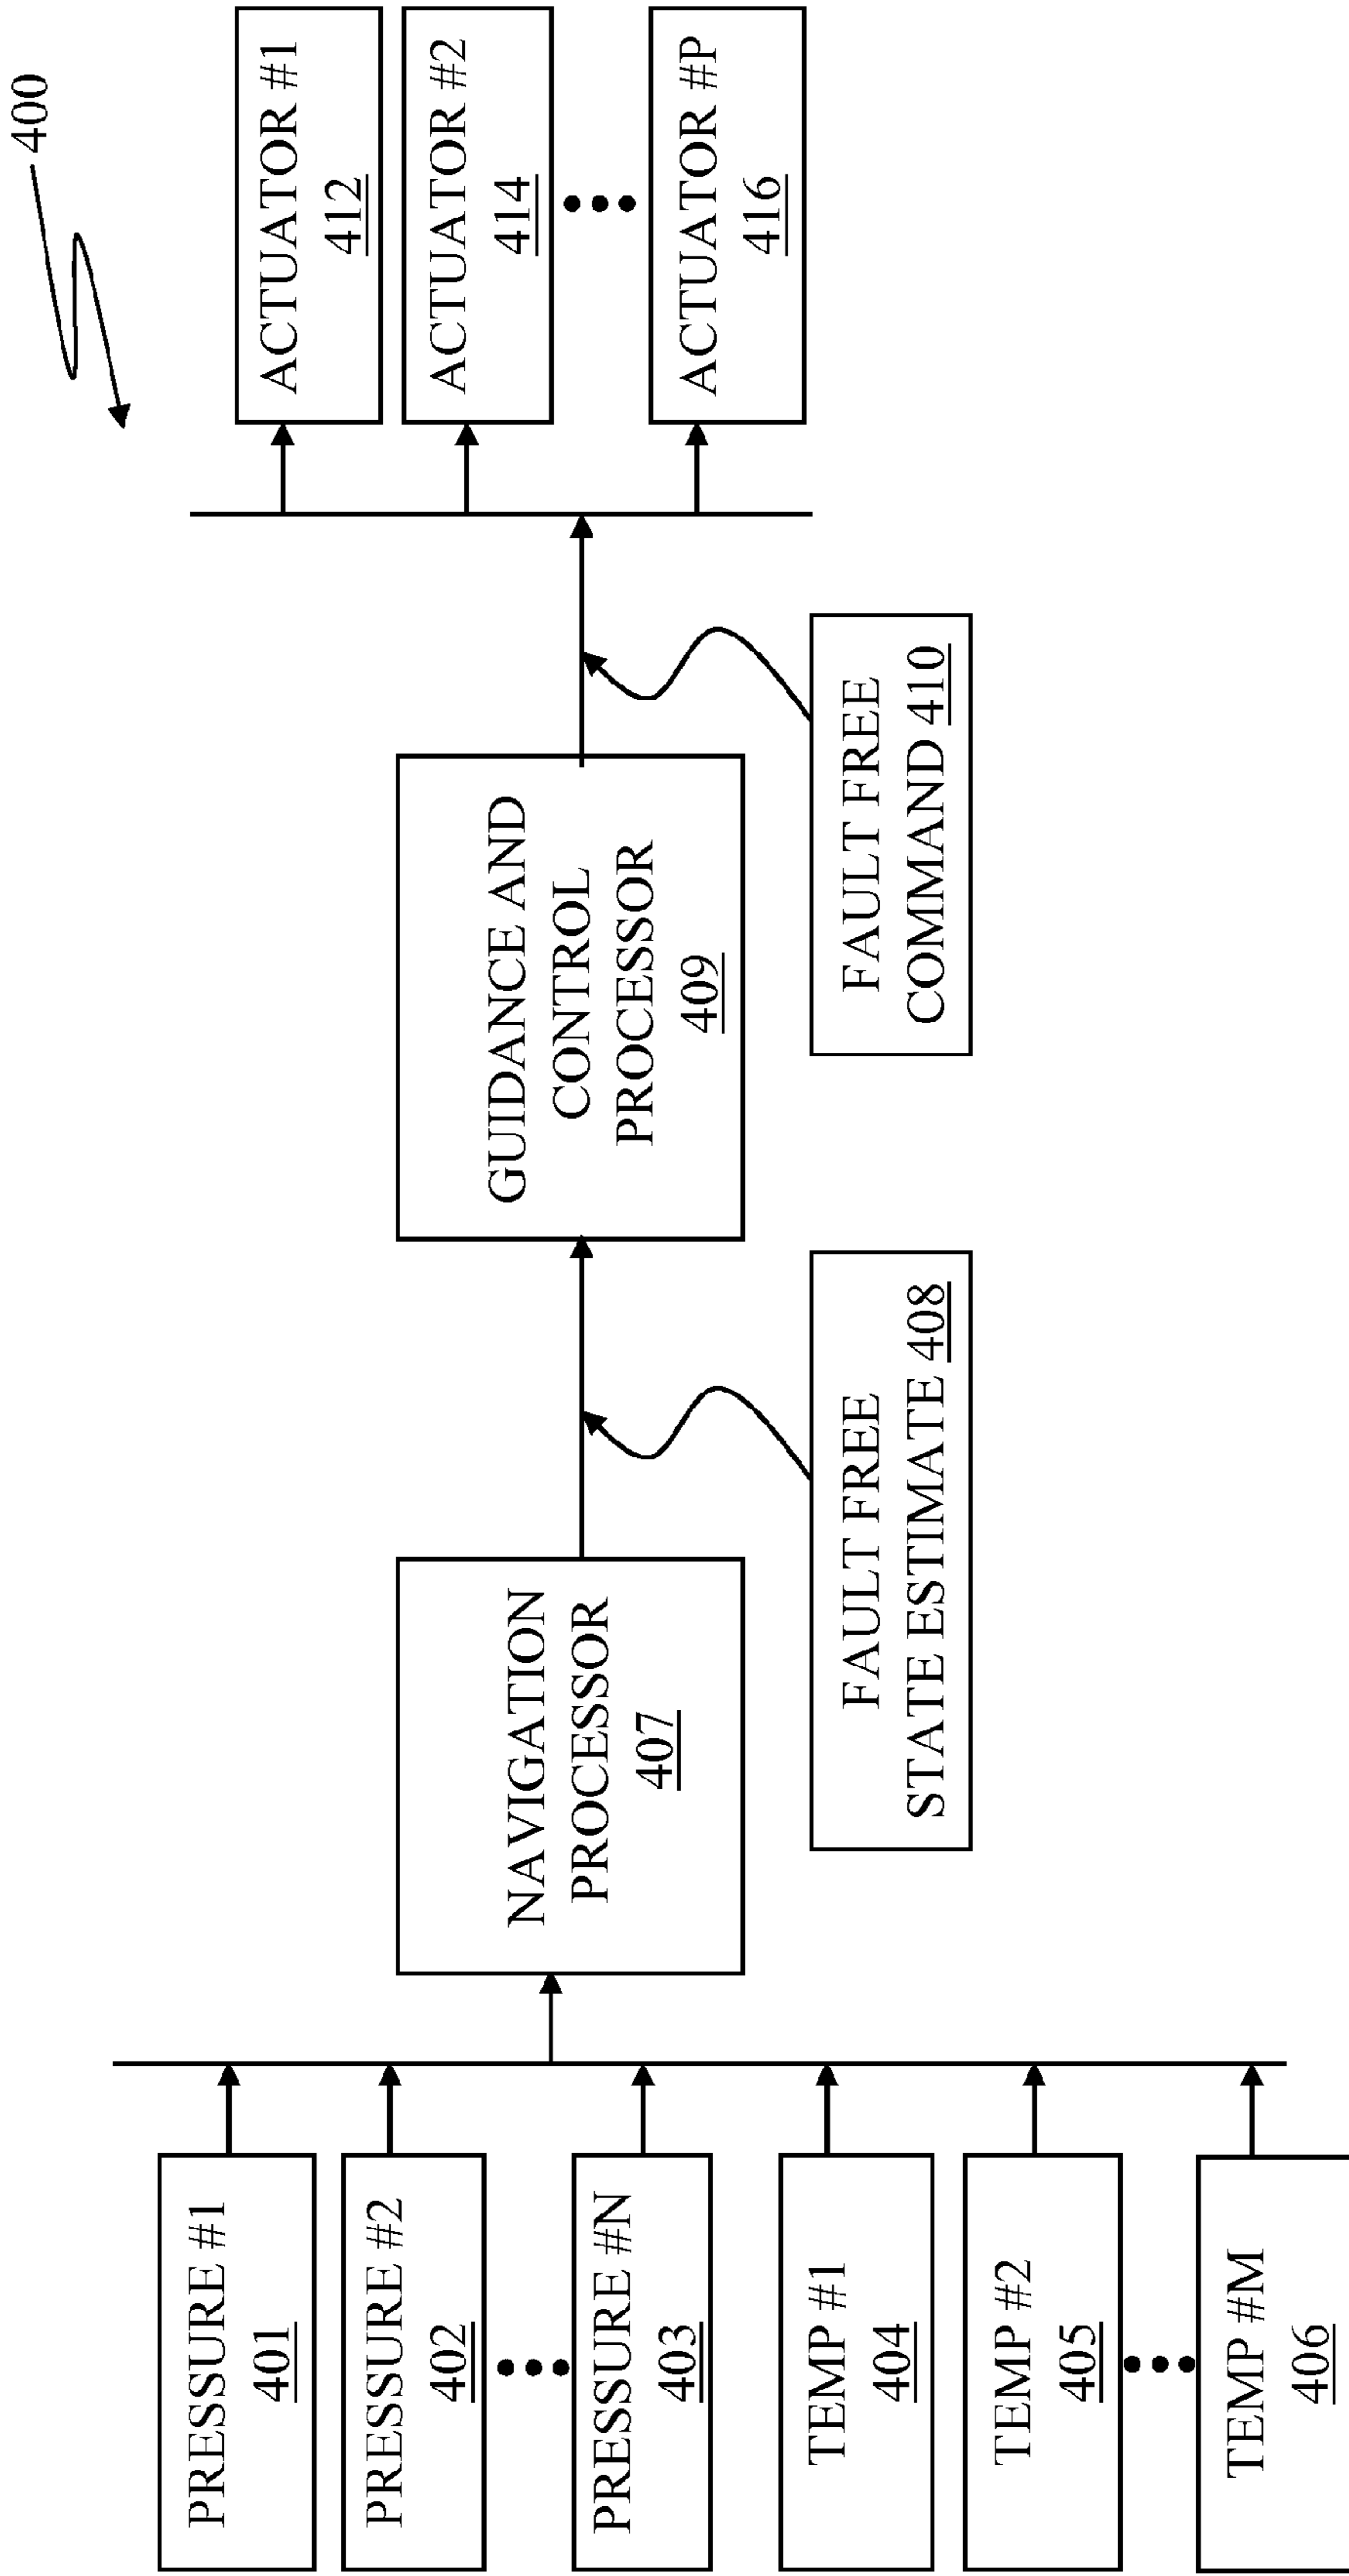 400
PRESSURE #1
401
PRESSURE #2
402
PRESSURE #N
403
TEMP #1
404
TEMP #2
405
TEMP #M
406
NAVIGATION
PROCESSOR
407
FAULT FREE
STATE ESTIMATE 408
GUIDANCE AND
CONTROL
PROCESSOR
409
FAULT FREE
COMMAND 410
ACTUATOR #1
412
ACTUATOR #2
414
ACTUATOR #P
416